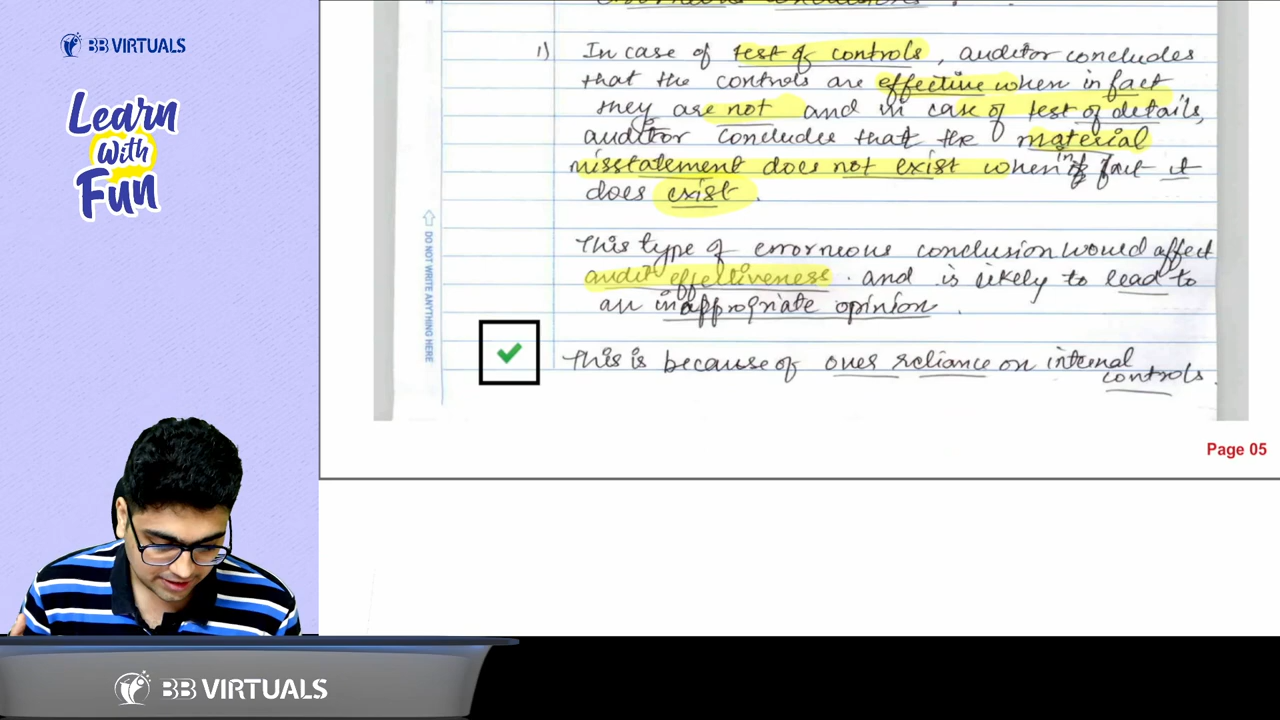 BB VIRTUALS
Learn
With
Fun
1) In case of test of controls, auditor concludes
that the controls are effective when in fact
they are not and in case of test of details,
auditor concludes that the material
misstatement does not exist when in fact it
does exist.
This type of erroneous conclusion would affect
audit effectiveness. and is likely to lead to
an inappropriate opinion.
This is because of over reliance on internal
controls.
DO NOT WRITE ANYTHING HERE
Page 05
BB VIRTUALS